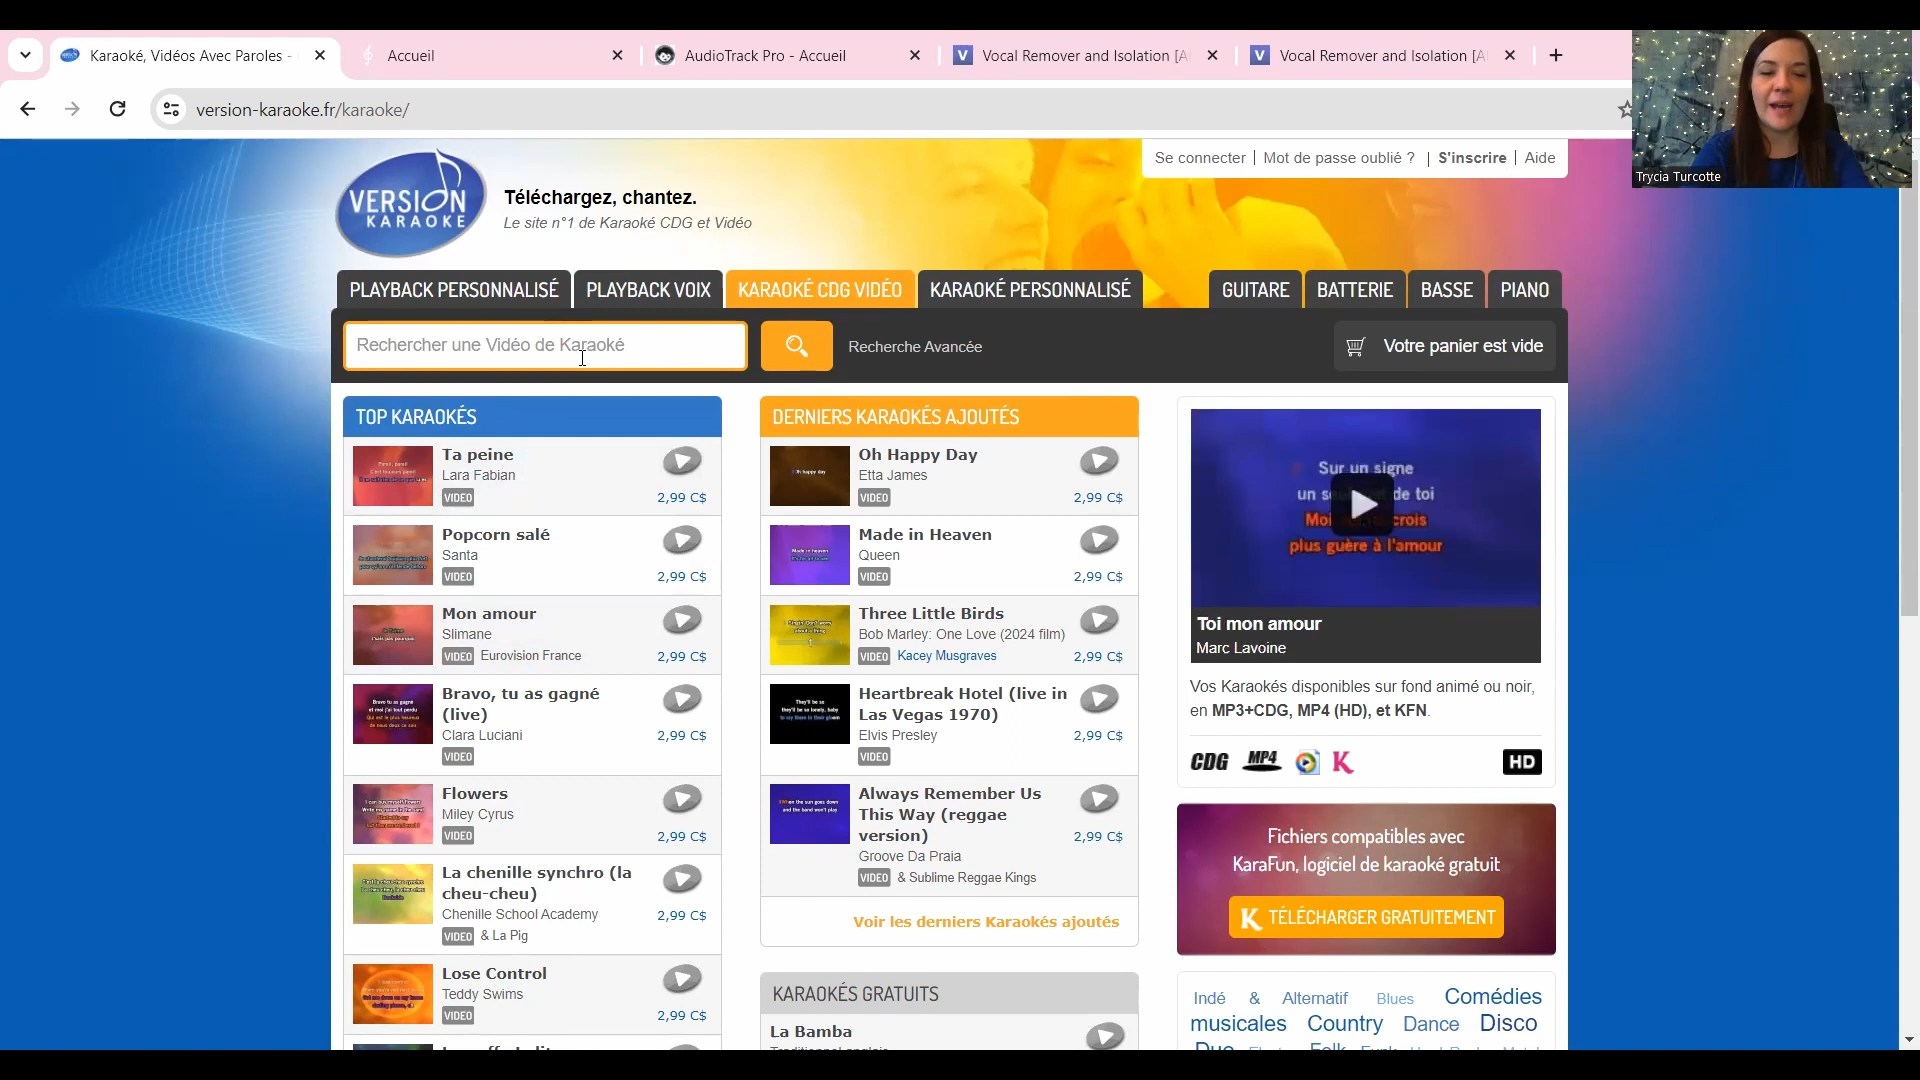 Karaoké, Vidéos Avec Paroles -
Accueil
AudioTrack Pro - Accueil
Vocal Remover and Isolation [A
Vocal Remover and Isolation [A
version-karaoke.fr/karaoke/
Trycia Turcotte
VERSION
KARAOKE
Téléchargez, chantez.
Le site n°1 de Karaoké CDG et Vidéo
Se connecter | Mot de passe oublié ? | S'inscrire | Aide
PLAYBACK PERSONNALISÉ
PLAYBACK VOIX
KARAOKÉ CDG VIDÉO
KARAOKÉ PERSONNALISÉ
GUITARE
BATTERIE
BASSE
PIANO
Rechercher une Vidéo de Karaoké
Recherche Avancée
Votre panier est vide
TOP KARAOKÉS
Ta peine
Lara Fabian
VIDEO
2,99 C$
Popcorn salé
Santa
VIDEO
2,99 C$
Mon amour
Slimane
VIDEO Eurovision France
2,99 C$
Bravo, tu as gagné
(live)
Clara Luciani
VIDEO
2,99 C$
Flowers
Miley Cyrus
VIDEO
2,99 C$
La chenille synchro (la
cheu-cheu)
Chenille School Academy
VIDEO & La Pig
2,99 C$
Lose Control
Teddy Swims
VIDEO
2,99 C$
DERNIERS KARAOKÉS AJOUTÉS
Oh Happy Day
Etta James
VIDEO
2,99 C$
Made in Heaven
Queen
VIDEO
2,99 C$
Three Little Birds
Bob Marley: One Love (2024 film)
VIDEO Kacey Musgraves
2,99 C$
Heartbreak Hotel (live in
Las Vegas 1970)
Elvis Presley
VIDEO
2,99 C$
Always Remember Us
This Way (reggae
version)
Groove Da Praia
VIDEO & Sublime Reggae Kings
2,99 C$
Voir les derniers Karaokés ajoutés
KARAOKÉS GRATUITS
La Bamba
Sur un signe
un de toi
crois
plus guère à l'amour
Toi mon amour
Marc Lavoine
Vos Karaokés disponibles sur fond animé ou noir,
en MP3+CDG, MP4 (HD), et KFN.
CDG MP4 K HD
Fichiers compatibles avec
KaraFun, logiciel de karaoké gratuit
K TÉLÉCHARGER GRATUITEMENT
Indé & Alternatif Blues Comédies
musicales Country Dance Disco